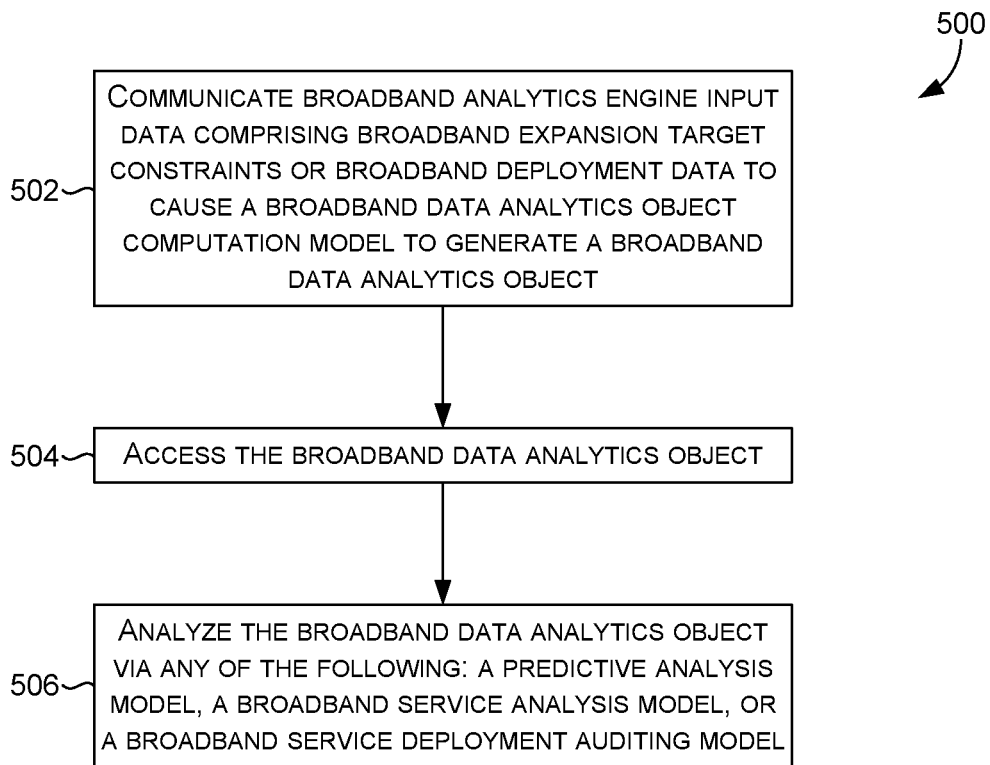 500
502
COMMUNICATE BROADBAND ANALYTICS ENGINE INPUT
DATA COMPRISING BROADBAND EXPANSION TARGET
CONSTRAINTS OR BROADBAND DEPLOYMENT DATA TO
CAUSE A BROADBAND DATA ANALYTICS OBJECT
COMPUTATION MODEL TO GENERATE A BROADBAND
DATA ANALYTICS OBJECT
504
ACCESS THE BROADBAND DATA ANALYTICS OBJECT
506
ANALYZE THE BROADBAND DATA ANALYTICS OBJECT
VIA ANY OF THE FOLLOWING: A PREDICTIVE ANALYSIS
MODEL, A BROADBAND SERVICE ANALYSIS MODEL, OR
A BROADBAND SERVICE DEPLOYMENT AUDITING MODEL